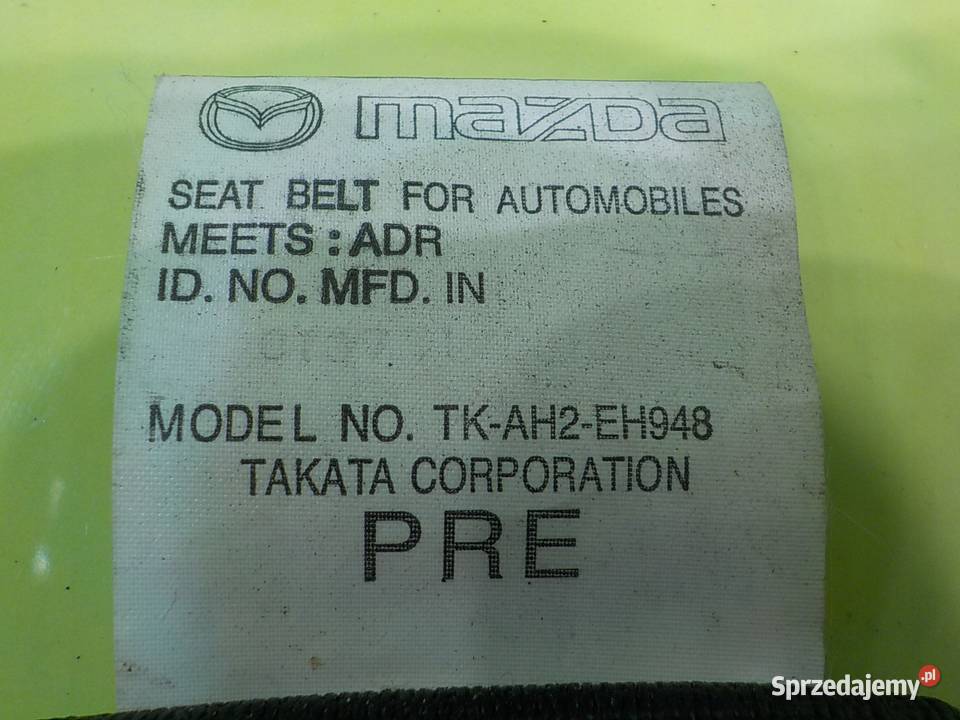 mazda
SEAT BELT FOR AUTOMOBILES
MEETS : ADR
ID. NO. MFD. IN
MODEL NO. TK-AH2-EH948
TAKATA CORPORATION
PRE
Sprzedajemy.pl